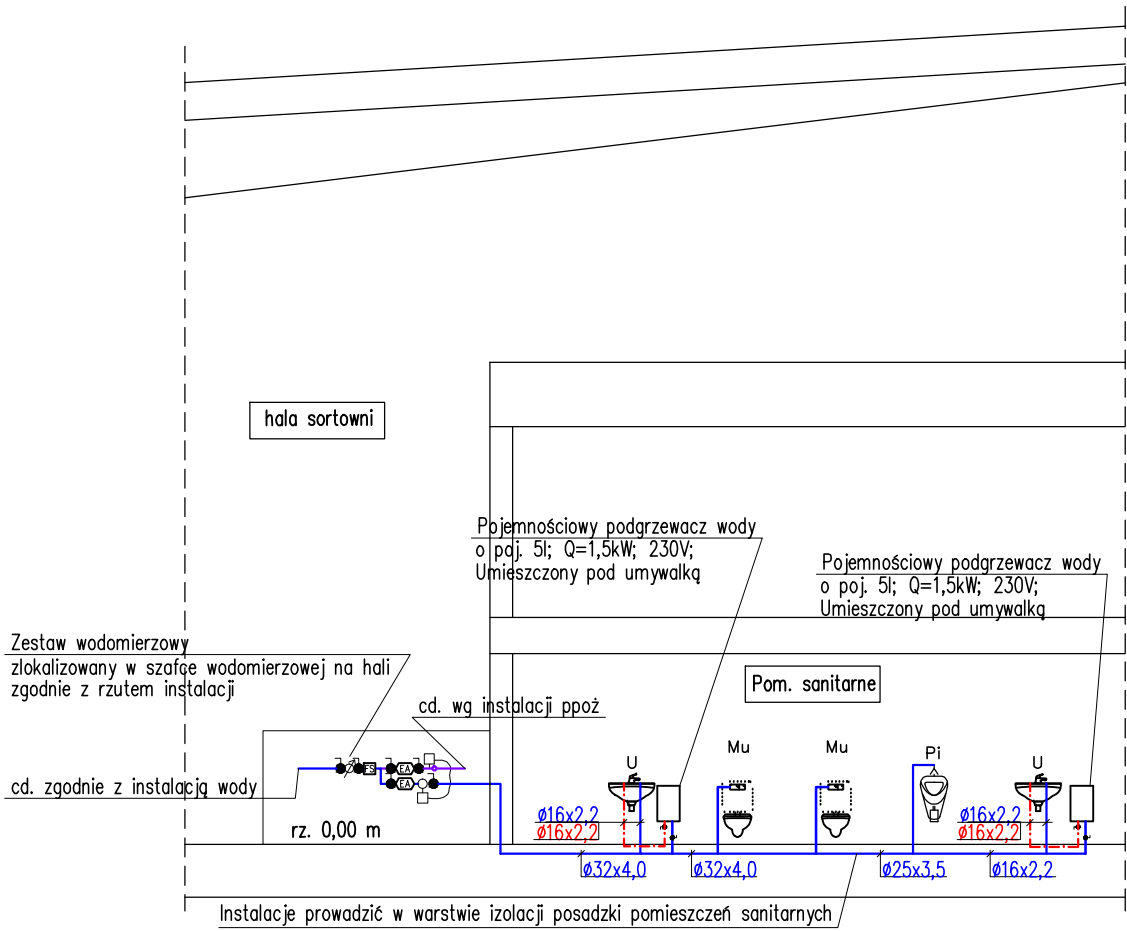 hala sortowni
Pojemnościowy podgrzewacz wody
o poj. 5l; Q=1,5kW; 230V;
Umieszczony pod umywalką
Pojemnościowy podgrzewacz wody
o poj. 5l; Q=1,5kW; 230V;
Umieszczony pod umywalką
Zestaw wodomierzowy
zlokalizowany w szafce wodomierzowej na hali
zgodnie z rzutem instalacji
Pom. sanitarne
cd. wg instalacji ppoż
U
Mu
Mu
Pi
U
FS
EA
EA
cd. zgodnie z instalacją wody
rz. 0,00 m
Ø16x2,2
Ø16x2,2
Ø16x2,2
Ø16x2,2
Ø32x4,0
Ø32x4,0
Ø25x3,5
Ø16x2,2
Instalacje prowadzić w warstwie izolacji posadzki pomieszczeń sanitarnych